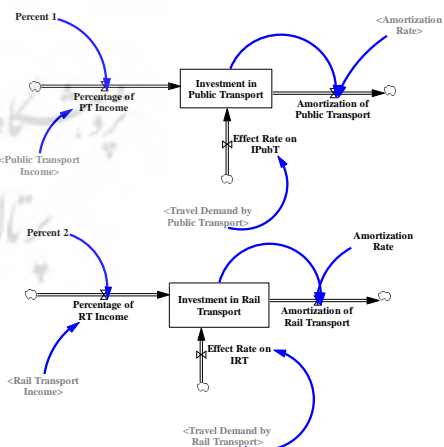 Percent 1
<Amortization
Rate>
Investment in
Public Transport
Percentage of
PT Income
Amortization of
Public Transport
<Public Transport
Income>
Effect Rate on
IPubT
<Travel Demand by
Public Transport>
Percent 2
Amortization
Rate
Investment in Rail
Transport
Percentage of
RT Income
Amortization of
Rail Transport
Effect Rate on
IRT
<Rail Transport
Income>
<Travel Demand by
Rail Transport>